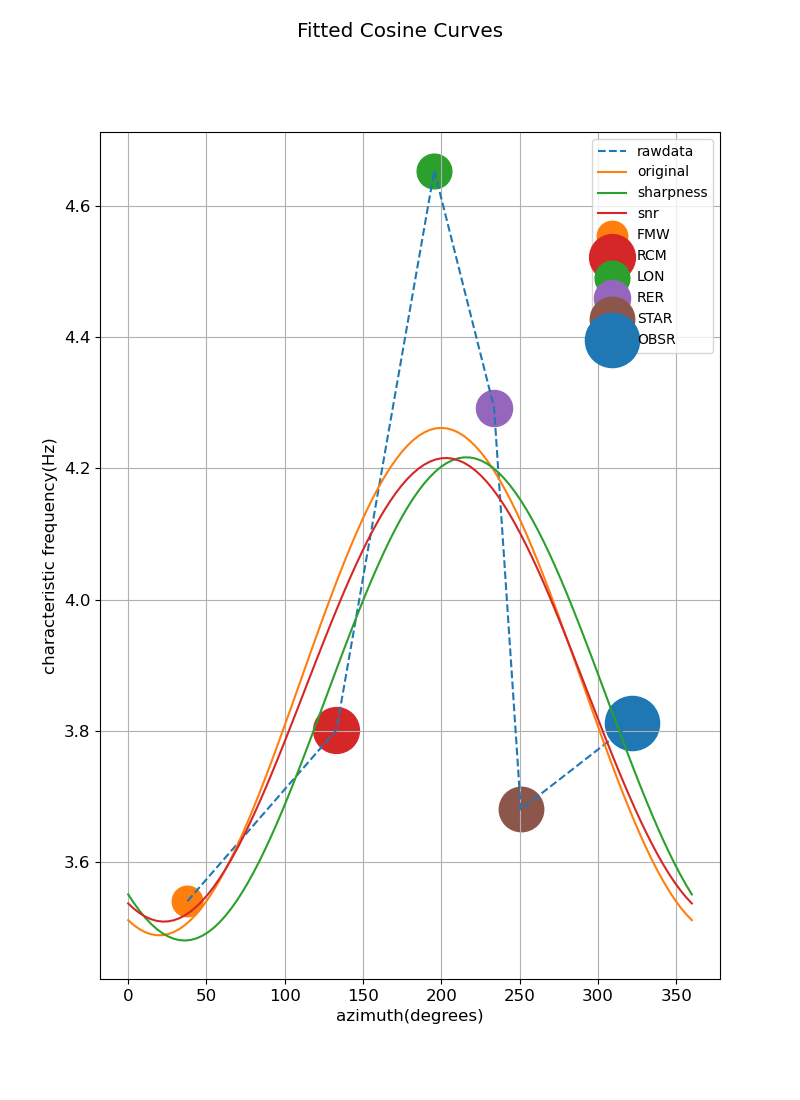 Fitted Cosine Curves
rawdata
original
sharpness
snr
FMW
RCM
LON
RER
STAR
OBSR
characteristic frequency(Hz)
4.6
4.4
4.2
4.0
3.8
3.6
0 50 100 150 200 250 300 350
azimuth(degrees)